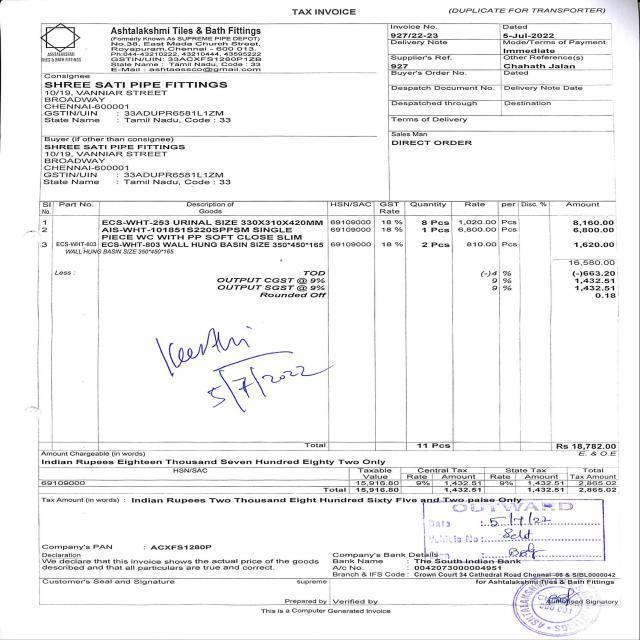 TAX INVOICE
(DUPLICATE FOR TRANSPORTER)
ASHTALAKSHMI
TILES & BATH FITTINGS
Ashtalakshmi Tiles & Bath Fittings
(Formerly Known As SUPREME PIPE DEPOT)
No.38, East Mada Church Street,
Royapuram,Chennai - 600 013.
Ph:044-43210222, 43210444, 43595222
GSTIN/UIN: 33ACXFS1280P1ZB
State Name : Tamil Nadu, Code : 33
E-Mail : ashtaessco@gmail.com
Invoice No.
927/22-23
Dated
5-Jul-2022
Delivery Note
Mode/Terms of Payment
Immediate
Supplier's Ref.
927
Other Reference(s)
Chahath Jalan
Buyer's Order No.
Dated
Despatch Document No.
Delivery Note Date
Despatched through
Destination
Terms of Delivery
Sales Man
DIRECT ORDER
Consignee
SHREE SATI PIPE FITTINGS
10/19, VANNIAR STREET
BROADWAY
CHENNAI-600001
GSTIN/UIN : 33ADUPR6581L1ZM
State Name : Tamil Nadu, Code : 33
Buyer (if other than consignee)
SHREE SATI PIPE FITTINGS
10/19, VANNIAR STREET
BROADWAY
CHENNAI-600001
GSTIN/UIN : 33ADUPR6581L1ZM
State Name : Tamil Nadu, Code : 33
Sl No. Part No. Description of Goods HSN/SAC GST Rate Quantity Rate per Disc. % Amount
1 ECS-WHT-253 URINAL SIZE 330X310X420MM 69109000 18 % 8 Pcs 1,020.00 Pcs 8,160.00
2 AIS-WHT-101851S220SPPSM SINGLE 69109000 18 % 1 Pcs 6,800.00 Pcs 6,800.00
PIECE WC WITH PP SOFT CLOSE SLIM
3 ECS-WHT-803 ECS-WHT-803 WALL HUNG BASIN SIZE 350*450*165 69109000 18 % 2 Pcs 810.00 Pcs 1,620.00
WALL HUNG BASIN SIZE 350*450*165
16,580.00
Less : TOD (-)4 % (-)663.20
OUTPUT CGST @ 9% 9 % 1,432.51
OUTPUT SGST @ 9% 9 % 1,432.51
Rounded Off 0.18
5/7/2022
Total 11 Pcs Rs 18,782.00
Amount Chargeable (in words) E. & O.E
Indian Rupees Eighteen Thousand Seven Hundred Eighty Two Only
HSN/SAC Taxable Value Central Tax Rate Amount State Tax Rate Amount Total Tax Amount
69109000 15,916.80 9% 1,432.51 9% 1,432.51 2,865.02
Total 15,916.80 1,432.51 1,432.51 2,865.02
Tax Amount (in words) : Indian Rupees Two Thousand Eight Hundred Sixty Five and Two paise Only
OUTWARD
Date : 5/7/22
Vehicle No :
Company's PAN : ACXFS1280P
Declaration
We declare that this invoice shows the actual price of the goods
described and that all particulars are true and correct.
Company's Bank Details
Bank Name : The South Indian Bank
A/c No. : 0042073000004951
Branch & IFS Code : Crown Court 34 Cathedral Road Chennai -86 & SIBL0000042
Customer's Seal and Signature
supreme
for Ashtalakshmi Tiles & Bath Fittings
Prepared by Verified by Authorised Signatory
This is a Computer Generated Invoice